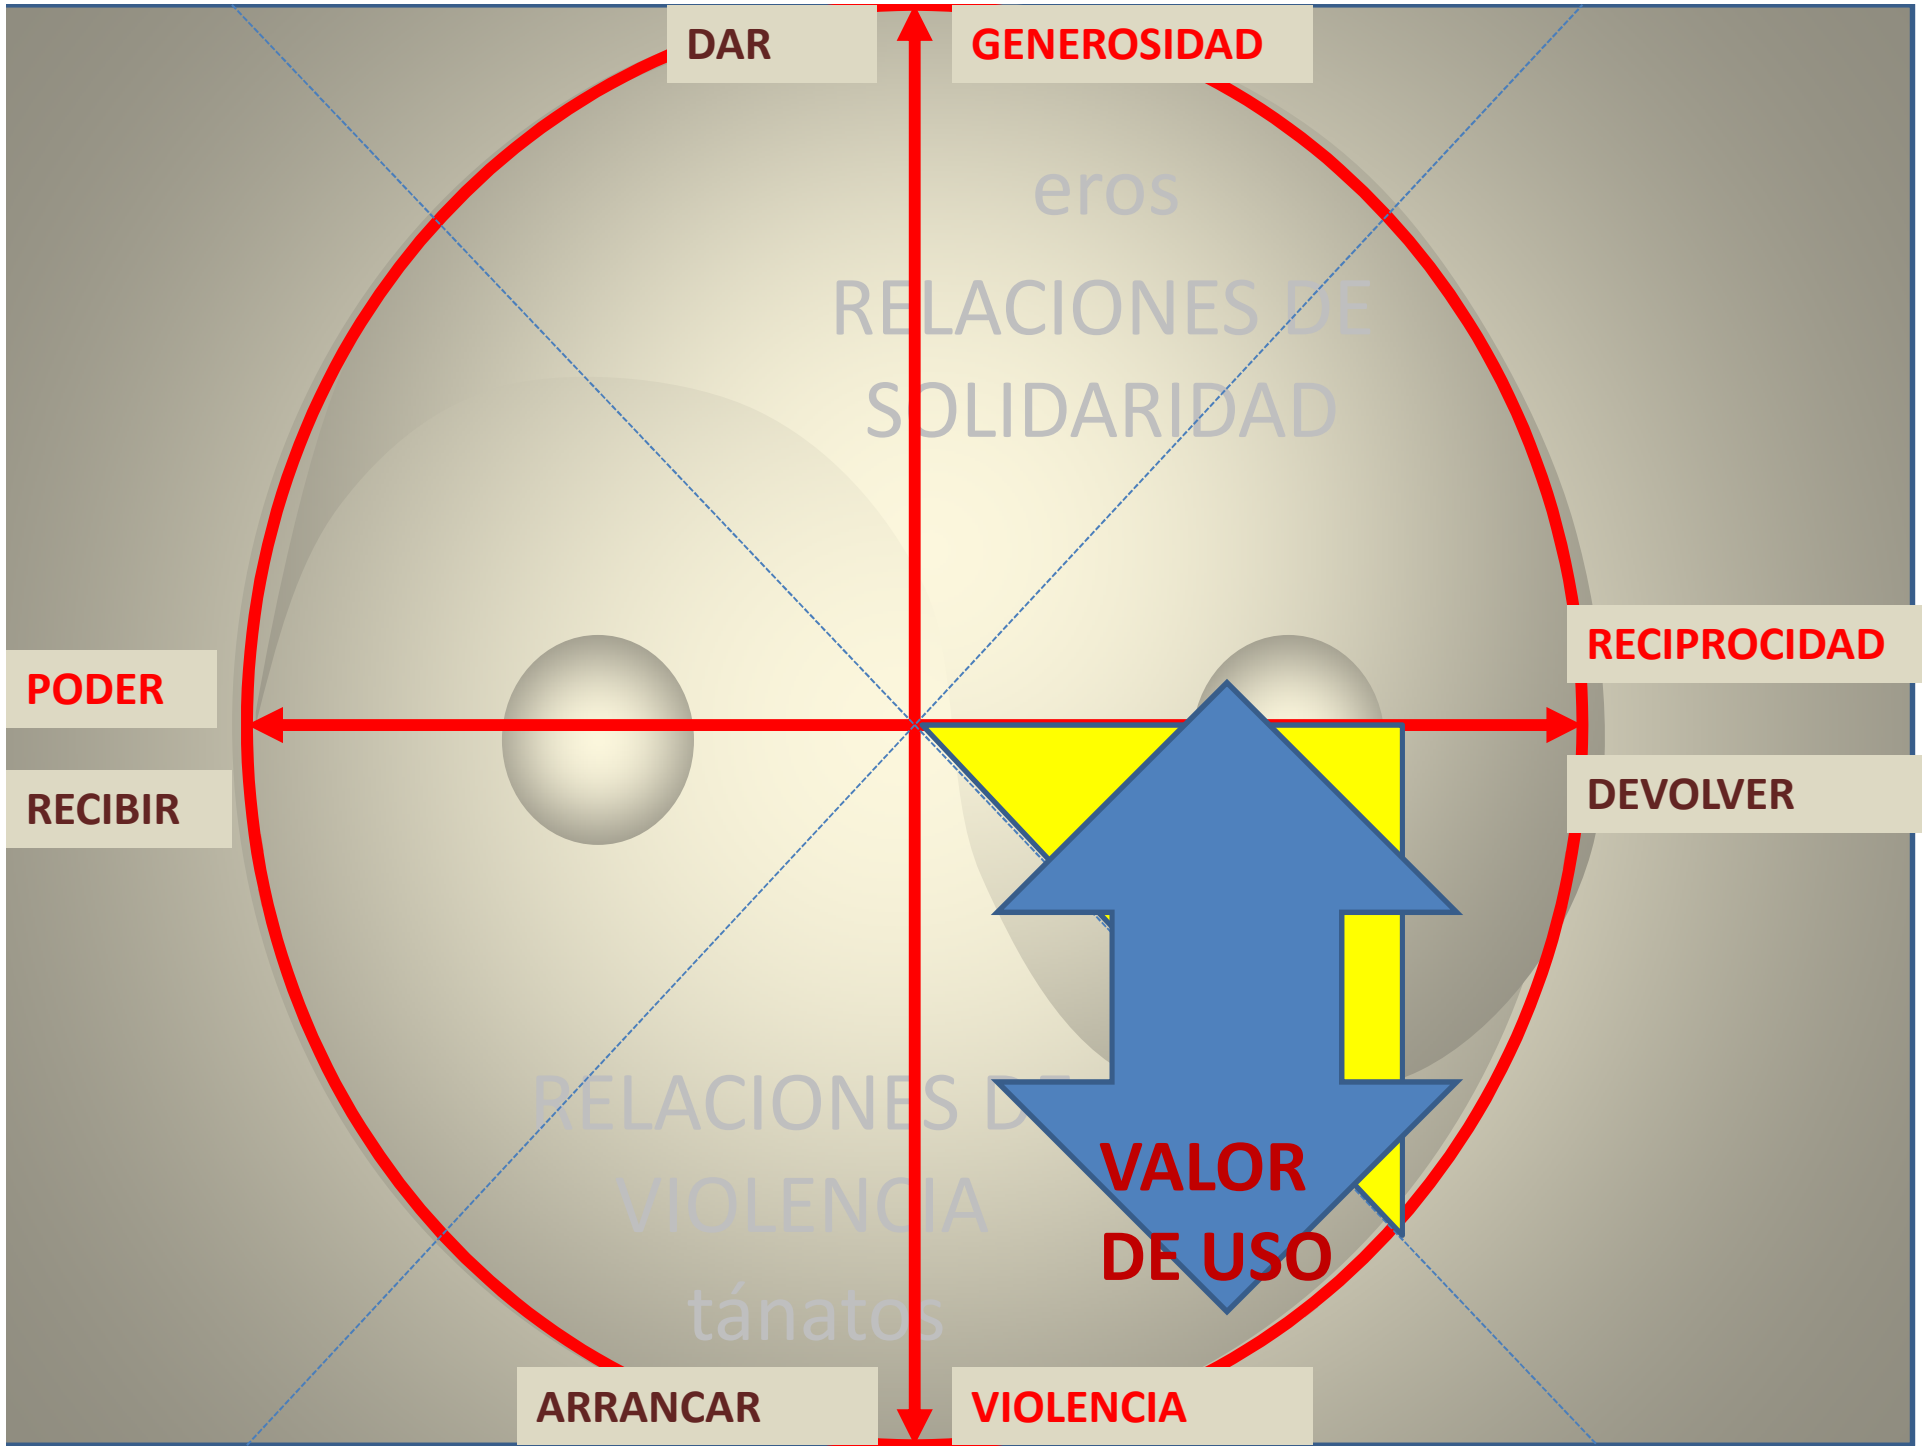 DAR
GENEROSIDAD
eros
RELACIONES DE
SOLIDARIDAD
RECIPROCIDAD
PODER
DEVOLVER
RECIBIR
RELACIONES DE
VIOLENCIA
tánatos
VALOR
DE USO
ARRANCAR
VIOLENCIA